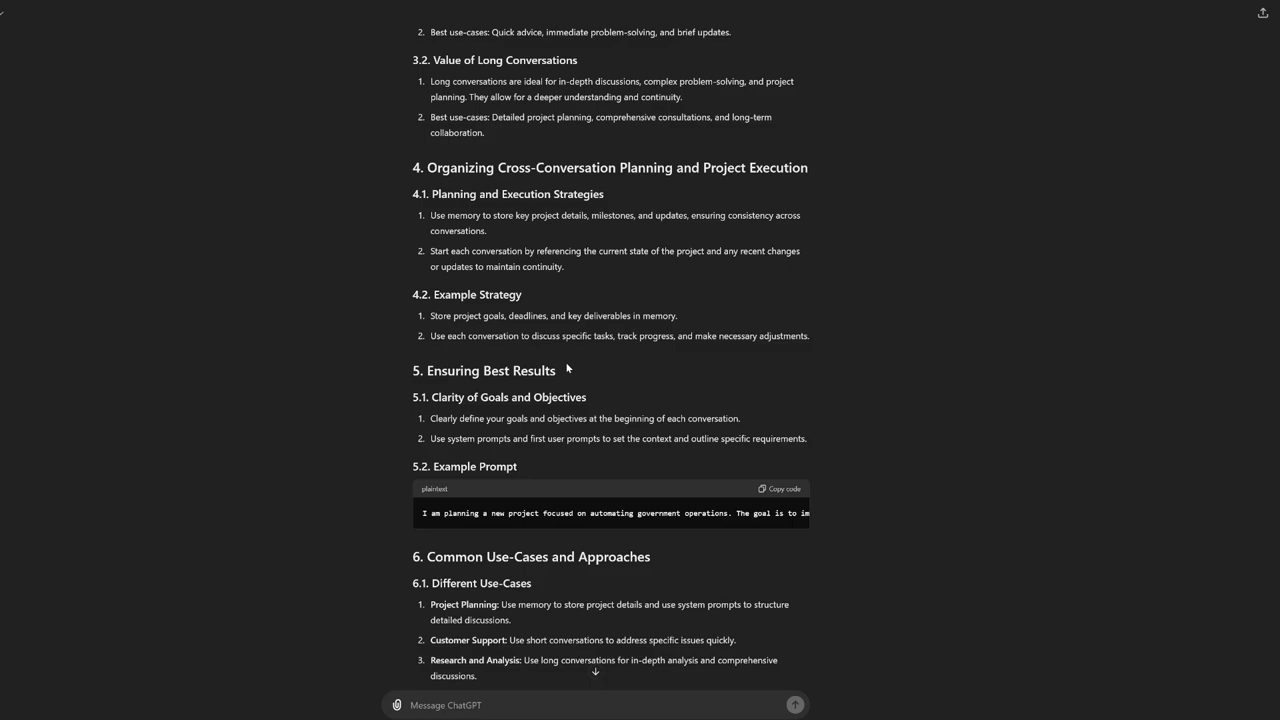 2. Best use-cases: Quick advice, immediate problem-solving, and brief updates.
3.2. Value of Long Conversations
1. Long conversations are ideal for in-depth discussions, complex problem-solving, and project
planning. They allow for a deeper understanding and continuity.
2. Best use-cases: Detailed project planning, comprehensive consultations, and long-term
collaboration.
4. Organizing Cross-Conversation Planning and Project Execution
4.1. Planning and Execution Strategies
1. Use memory to store key project details, milestones, and updates, ensuring consistency across
conversations.
2. Start each conversation by referencing the current state of the project and any recent changes
or updates to maintain continuity.
4.2. Example Strategy
1. Store project goals, deadlines, and key deliverables in memory.
2. Use each conversation to discuss specific tasks, track progress, and make necessary adjustments.
5. Ensuring Best Results
5.1. Clarity of Goals and Objectives
1. Clearly define your goals and objectives at the beginning of each conversation.
2. Use system prompts and first user prompts to set the context and outline specific requirements.
5.2. Example Prompt
plaintext Copy code
I am planning a new project focused on automating government operations. The goal is to im
6. Common Use-Cases and Approaches
6.1. Different Use-Cases
1. Project Planning: Use memory to store project details and use system prompts to structure
detailed discussions.
2. Customer Support: Use short conversations to address specific issues quickly.
3. Research and Analysis: Use long conversations for in-depth analysis and comprehensive
discussions.
Message ChatGPT